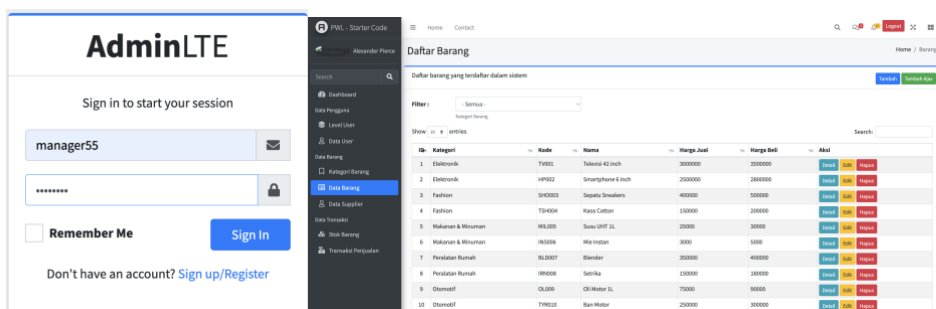 AdminLTE
Sign in to start your session
manager55
••••••••
Remember Me
Sign In
Don't have an account? Sign up/Register
PWL - Starter Code
Alexander Pierce
Search
Dashboard
Data Pengguna
Level User
Data User
Data Barang
Kategori Barang
Data Barang
Data Supplier
Data Transaksi
Stok Barang
Transaksi Penjualan
Home Contact Logout
Daftar Barang Home / Barang
Daftar barang yang terdaftar dalam sistem Tambah Tambah Ajax
Filter : - Semua -
Kategori Barang
Show 10 entries Search:
Kategori Kode Nama Harga Jual Harga Beli Aksi
1 Elektronik TV001 Televisi 42 inch 3000000 3500000 Detail Edit Hapus
2 Elektronik HP002 Smartphone 6 inch 2500000 2800000 Detail Edit Hapus
3 Fashion SHO003 Sepatu Sneakers 400000 500000 Detail Edit Hapus
4 Fashion TSH004 Kaos Cotton 150000 200000 Detail Edit Hapus
5 Makanan & Minuman MIL005 Susu UHT 1L 25000 30000 Detail Edit Hapus
6 Makanan & Minuman INS006 Mie Instan 3000 5000 Detail Edit Hapus
7 Peralatan Rumah BLD007 Blender 350000 400000 Detail Edit Hapus
8 Peralatan Rumah IRN008 Setrika 150000 180000 Detail Edit Hapus
9 Otomotif OIL009 Oli Motor 1L 75000 90000 Detail Edit Hapus
10 Otomotif TYR010 Ban Motor 250000 300000 Detail Edit Hapus